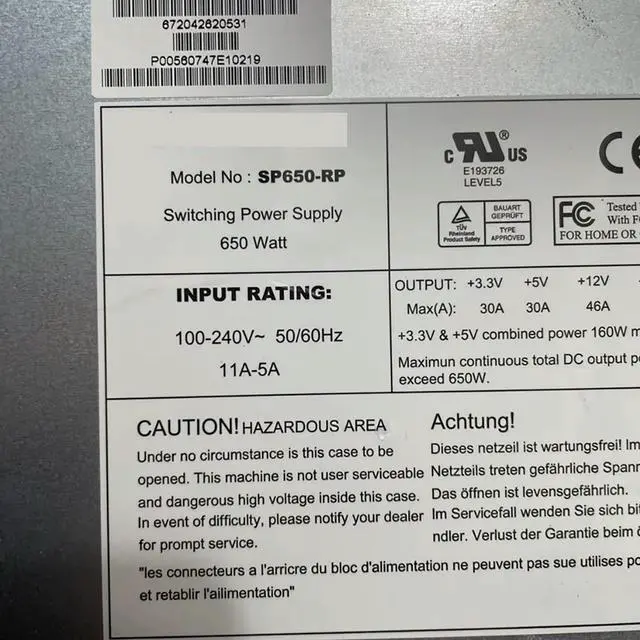 672042620531
P00560747E10219
Model No : SP650-RP
Switching Power Supply
650 Watt
c RU ® US
E193726
LEVEL5
CE
TÜV
Rheinland
Product Safety
BAUART
GEPRÜFT
TYPE
APPROVED
FC Tested
With F
FOR HOME OR
INPUT RATING:
100-240V~ 50/60Hz
11A-5A
OUTPUT: +3.3V +5V +12V
Max(A): 30A 30A 46A
+3.3V & +5V combined power 160W m
Maximun continuous total DC output p
exceed 650W.
CAUTION! HAZARDOUS AREA
Under no circumstance is this case to be
opened. This machine is not user serviceable
and dangerous high voltage inside this case.
In event of difficulty, please notify your dealer
for prompt service.
Achtung!
Dieses netzeil ist wartungsfrei! Im
Netzteils treten gefährliche Spann
Das öffnen ist levensgefährlich.
Im Servicefall wenden Sie sich bit
ndler. Verlust der Garantie beim ö
"les connecteurs a l'arricre du bloc d'alimentation ne peuvent pas sue utilises po
et retablir l'ailimentation"